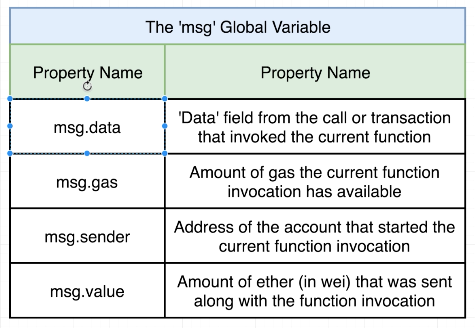 The 'msg' Global Variable
Property Name
Property Name
msg.data
'Data' field from the call or transaction
that invoked the current function
msg.gas
Amount of gas the current function
invocation has available
msg.sender
Address of the account that started the
current function invocation
msg.value
Amount of ether (in wei) that was sent
along with the function invocation